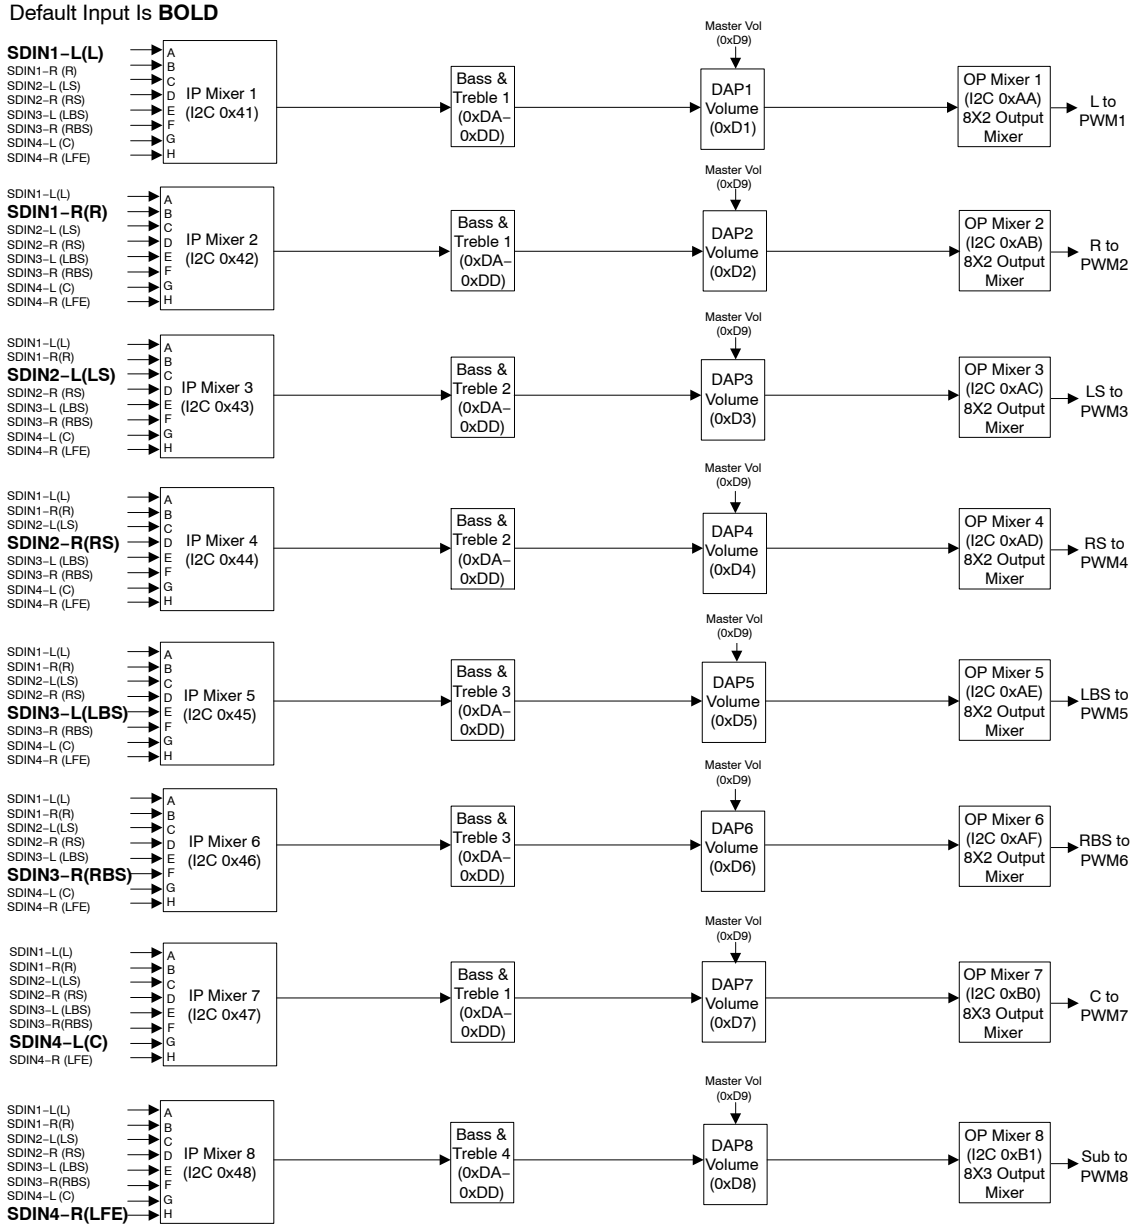 Default Input Is BOLD
SDIN1−L(L)
SDIN1−R (R)
SDIN2−L (LS)
SDIN2−R (RS)
SDIN3−L (LBS)
SDIN3−R (RBS)
SDIN4−L (C)
SDIN4−R (LFE)
A
B
C
D
E
F
G
H
IP Mixer 1
(I2C 0x41)
Bass &
Treble 1
(0xDA−
0xDD)
Master Vol
(0xD9)
DAP1
Volume
(0xD1)
OP Mixer 1
(I2C 0xAA)
8X2 Output
Mixer
L to
PWM1
SDIN1−L(L)
SDIN1−R(R)
SDIN2−L (LS)
SDIN2−R (RS)
SDIN3−L (LBS)
SDIN3−R (RBS)
SDIN4−L (C)
SDIN4−R (LFE)
A
B
C
D
E
F
G
H
IP Mixer 2
(I2C 0x42)
Bass &
Treble 1
(0xDA−
0xDD)
Master Vol
(0xD9)
DAP2
Volume
(0xD2)
OP Mixer 2
(I2C 0xAB)
8X2 Output
Mixer
R to
PWM2
SDIN1−L(L)
SDIN1−R(R)
SDIN2−L(LS)
SDIN2−R (RS)
SDIN3−L (LBS)
SDIN3−R (RBS)
SDIN4−L (C)
SDIN4−R (LFE)
A
B
C
D
E
F
G
H
IP Mixer 3
(I2C 0x43)
Bass &
Treble 2
(0xDA−
0xDD)
Master Vol
(0xD9)
DAP3
Volume
(0xD3)
OP Mixer 3
(I2C 0xAC)
8X2 Output
Mixer
LS to
PWM3
SDIN1−L(L)
SDIN1−R(R)
SDIN2−L(LS)
SDIN2−R(RS)
SDIN3−L (LBS)
SDIN3−R (RBS)
SDIN4−L (C)
SDIN4−R (LFE)
A
B
C
D
E
F
G
H
IP Mixer 4
(I2C 0x44)
Bass &
Treble 2
(0xDA−
0xDD)
Master Vol
(0xD9)
DAP4
Volume
(0xD4)
OP Mixer 4
(I2C 0xAD)
8X2 Output
Mixer
RS to
PWM4
SDIN1−L(L)
SDIN1−R(R)
SDIN2−L(LS)
SDIN2−R (RS)
SDIN3−L(LBS)
SDIN3−R (RBS)
SDIN4−L (C)
SDIN4−R (LFE)
A
B
C
D
E
F
G
H
IP Mixer 5
(I2C 0x45)
Bass &
Treble 3
(0xDA−
0xDD)
Master Vol
(0xD9)
DAP5
Volume
(0xD5)
OP Mixer 5
(I2C 0xAE)
8X2 Output
Mixer
LBS to
PWM5
SDIN1−L(L)
SDIN1−R(R)
SDIN2−L(LS)
SDIN2−R (RS)
SDIN3−L (LBS)
SDIN3−R(RBS)
SDIN4−L (C)
SDIN4−R (LFE)
A
B
C
D
E
F
G
H
IP Mixer 6
(I2C 0x46)
Bass &
Treble 3
(0xDA−
0xDD)
Master Vol
(0xD9)
DAP6
Volume
(0xD6)
OP Mixer 6
(I2C 0xAF)
8X2 Output
Mixer
RBS to
PWM6
SDIN1−L(L)
SDIN1−R(R)
SDIN2−L(LS)
SDIN2−R (RS)
SDIN3−L (LBS)
SDIN3−R(RBS)
SDIN4−L(C)
SDIN4−R (LFE)
A
B
C
D
E
F
G
H
IP Mixer 7
(I2C 0x47)
Bass &
Treble 1
(0xDA−
0xDD)
Master Vol
(0xD9)
DAP7
Volume
(0xD7)
OP Mixer 7
(I2C 0xB0)
8X3 Output
Mixer
C to
PWM7
SDIN1−L(L)
SDIN1−R(R)
SDIN2−L(LS)
SDIN2−R (RS)
SDIN3−L (LBS)
SDIN3−R(RBS)
SDIN4−L (C)
SDIN4−R(LFE)
A
B
C
D
E
F
G
H
IP Mixer 8
(I2C 0x48)
Bass &
Treble 4
(0xDA−
0xDD)
Master Vol
(0xD9)
DAP8
Volume
(0xD8)
OP Mixer 8
(I2C 0xB1)
8X3 Output
Mixer
Sub to
PWM8